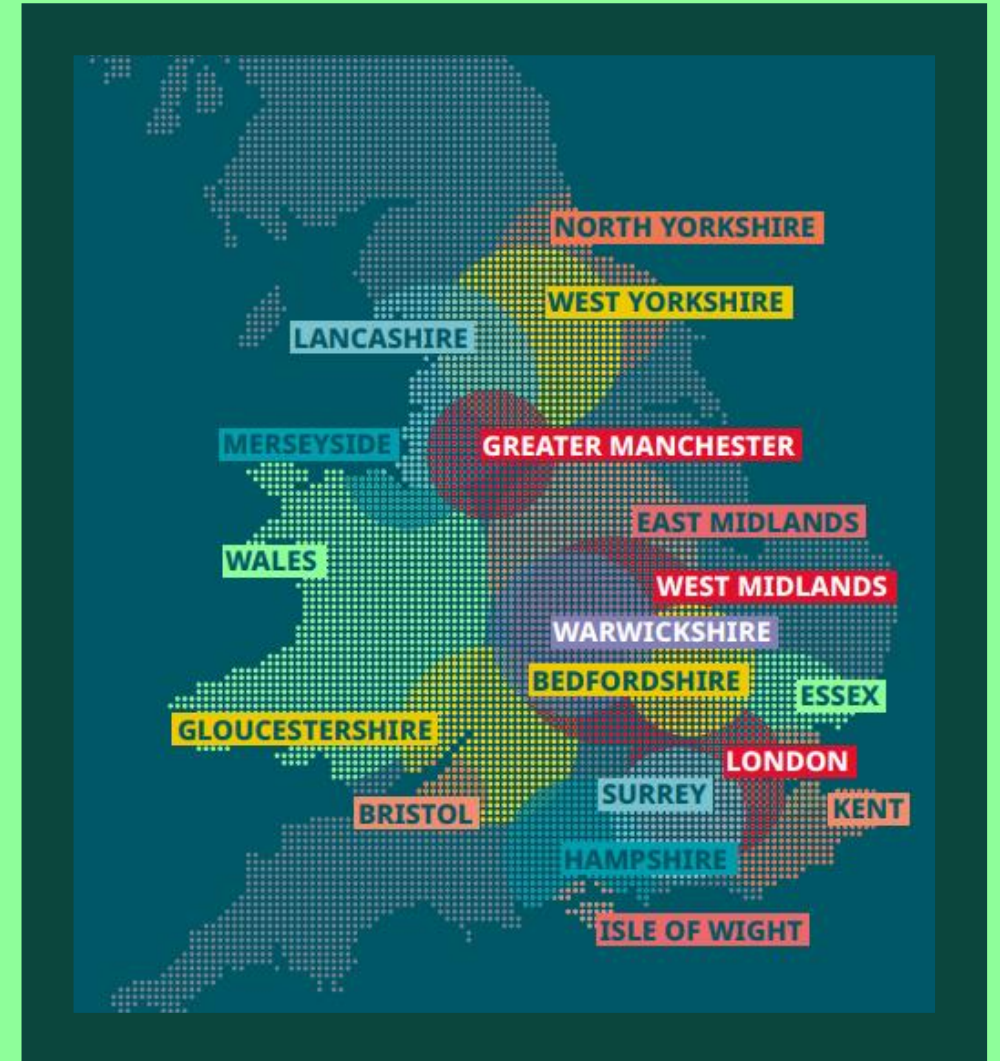 NORTH YORKSHIRE
WEST YORKSHIRE
LANCASHIRE
MERSEYSIDE
GREATER MANCHESTER
EAST MIDLANDS
WALES
WEST MIDLANDS
WARWICKSHIRE
BEDFORDSHIRE
ESSEX
GLOUCESTERSHIRE
LONDON
SURREY
KENT
BRISTOL
HAMPSHIRE
ISLE OF WIGHT